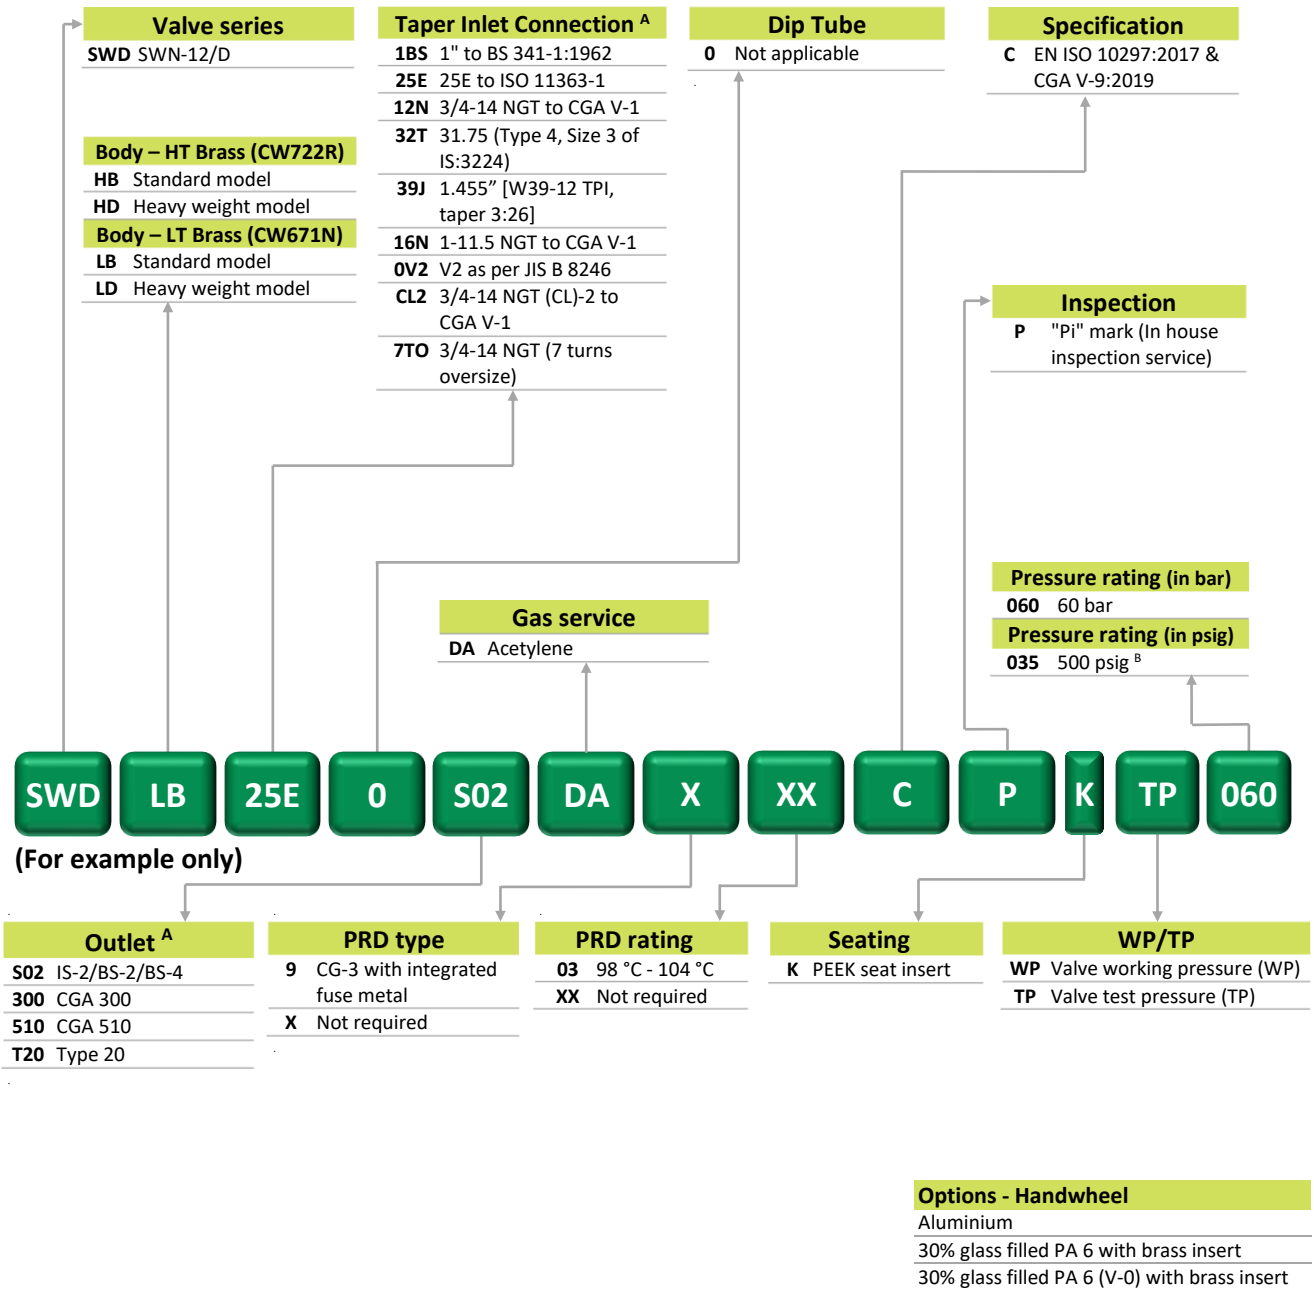 Valve series
SWD SWN-12/D
Body – HT Brass (CW722R)
HB Standard model
HD Heavy weight model
Body – LT Brass (CW671N)
LB Standard model
LD Heavy weight model
Taper Inlet Connection A
1BS 1" to BS 341-1:1962
25E 25E to ISO 11363-1
12N 3/4-14 NGT to CGA V-1
32T 31.75 (Type 4, Size 3 of
IS:3224)
39J 1.455” [W39-12 TPI,
taper 3:26]
16N 1-11.5 NGT to CGA V-1
0V2 V2 as per JIS B 8246
CL2 3/4-14 NGT (CL)-2 to
CGA V-1
7TO 3/4-14 NGT (7 turns
oversize)
Dip Tube
0 Not applicable
Specification
C EN ISO 10297:2017 &
CGA V-9:2019
Inspection
P "Pi" mark (In house
inspection service)
Pressure rating (in bar)
060 60 bar
Pressure rating (in psig)
035 500 psig B
Gas service
DA Acetylene
SWD LB 25E 0 S02 DA X XX C P K TP 060
(For example only)
Outlet A
S02 IS-2/BS-2/BS-4
300 CGA 300
510 CGA 510
T20 Type 20
PRD type
9 CG-3 with integrated
fuse metal
X Not required
PRD rating
03 98 °C - 104 °C
XX Not required
Seating
K PEEK seat insert
WP/TP
WP Valve working pressure (WP)
TP Valve test pressure (TP)
Options - Handwheel
Aluminium
30% glass filled PA 6 with brass insert
30% glass filled PA 6 (V-0) with brass insert